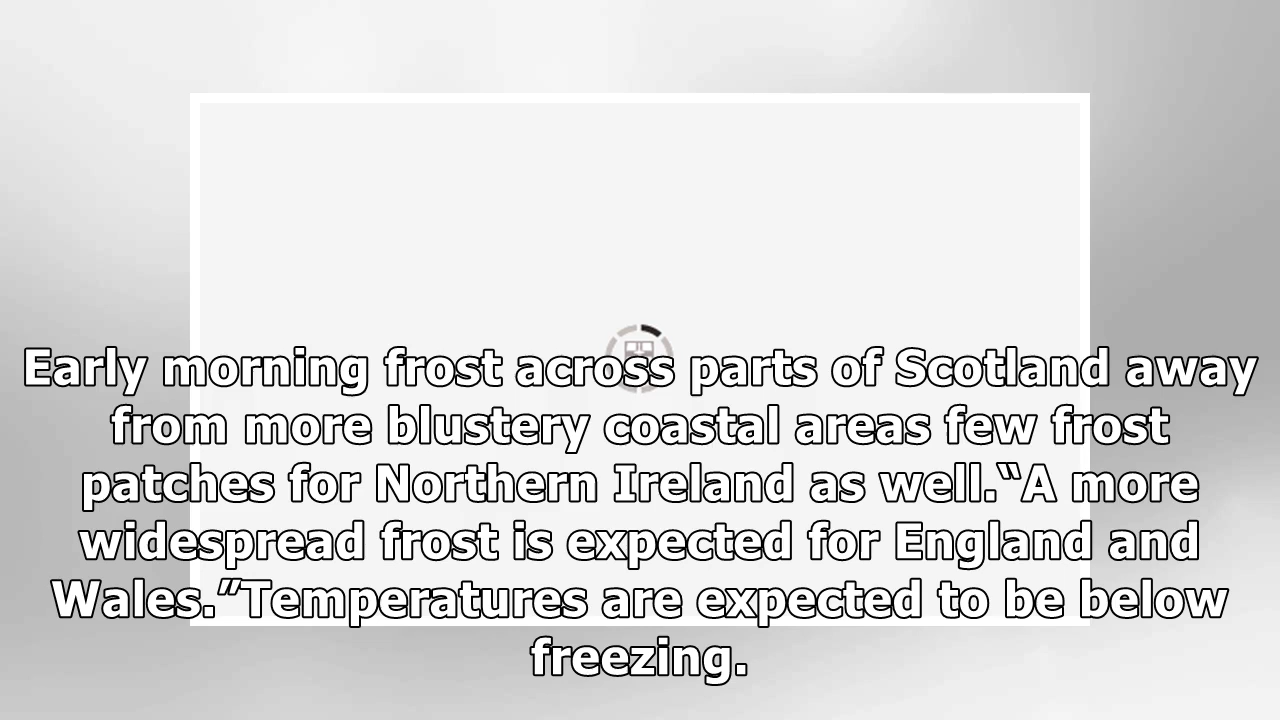 Early morning frost across parts of Scotland away
from more blustery coastal areas few frost
patches for Northern Ireland as well.“A more
widespread frost is expected for England and
Wales.”Temperatures are expected to be below
freezing.